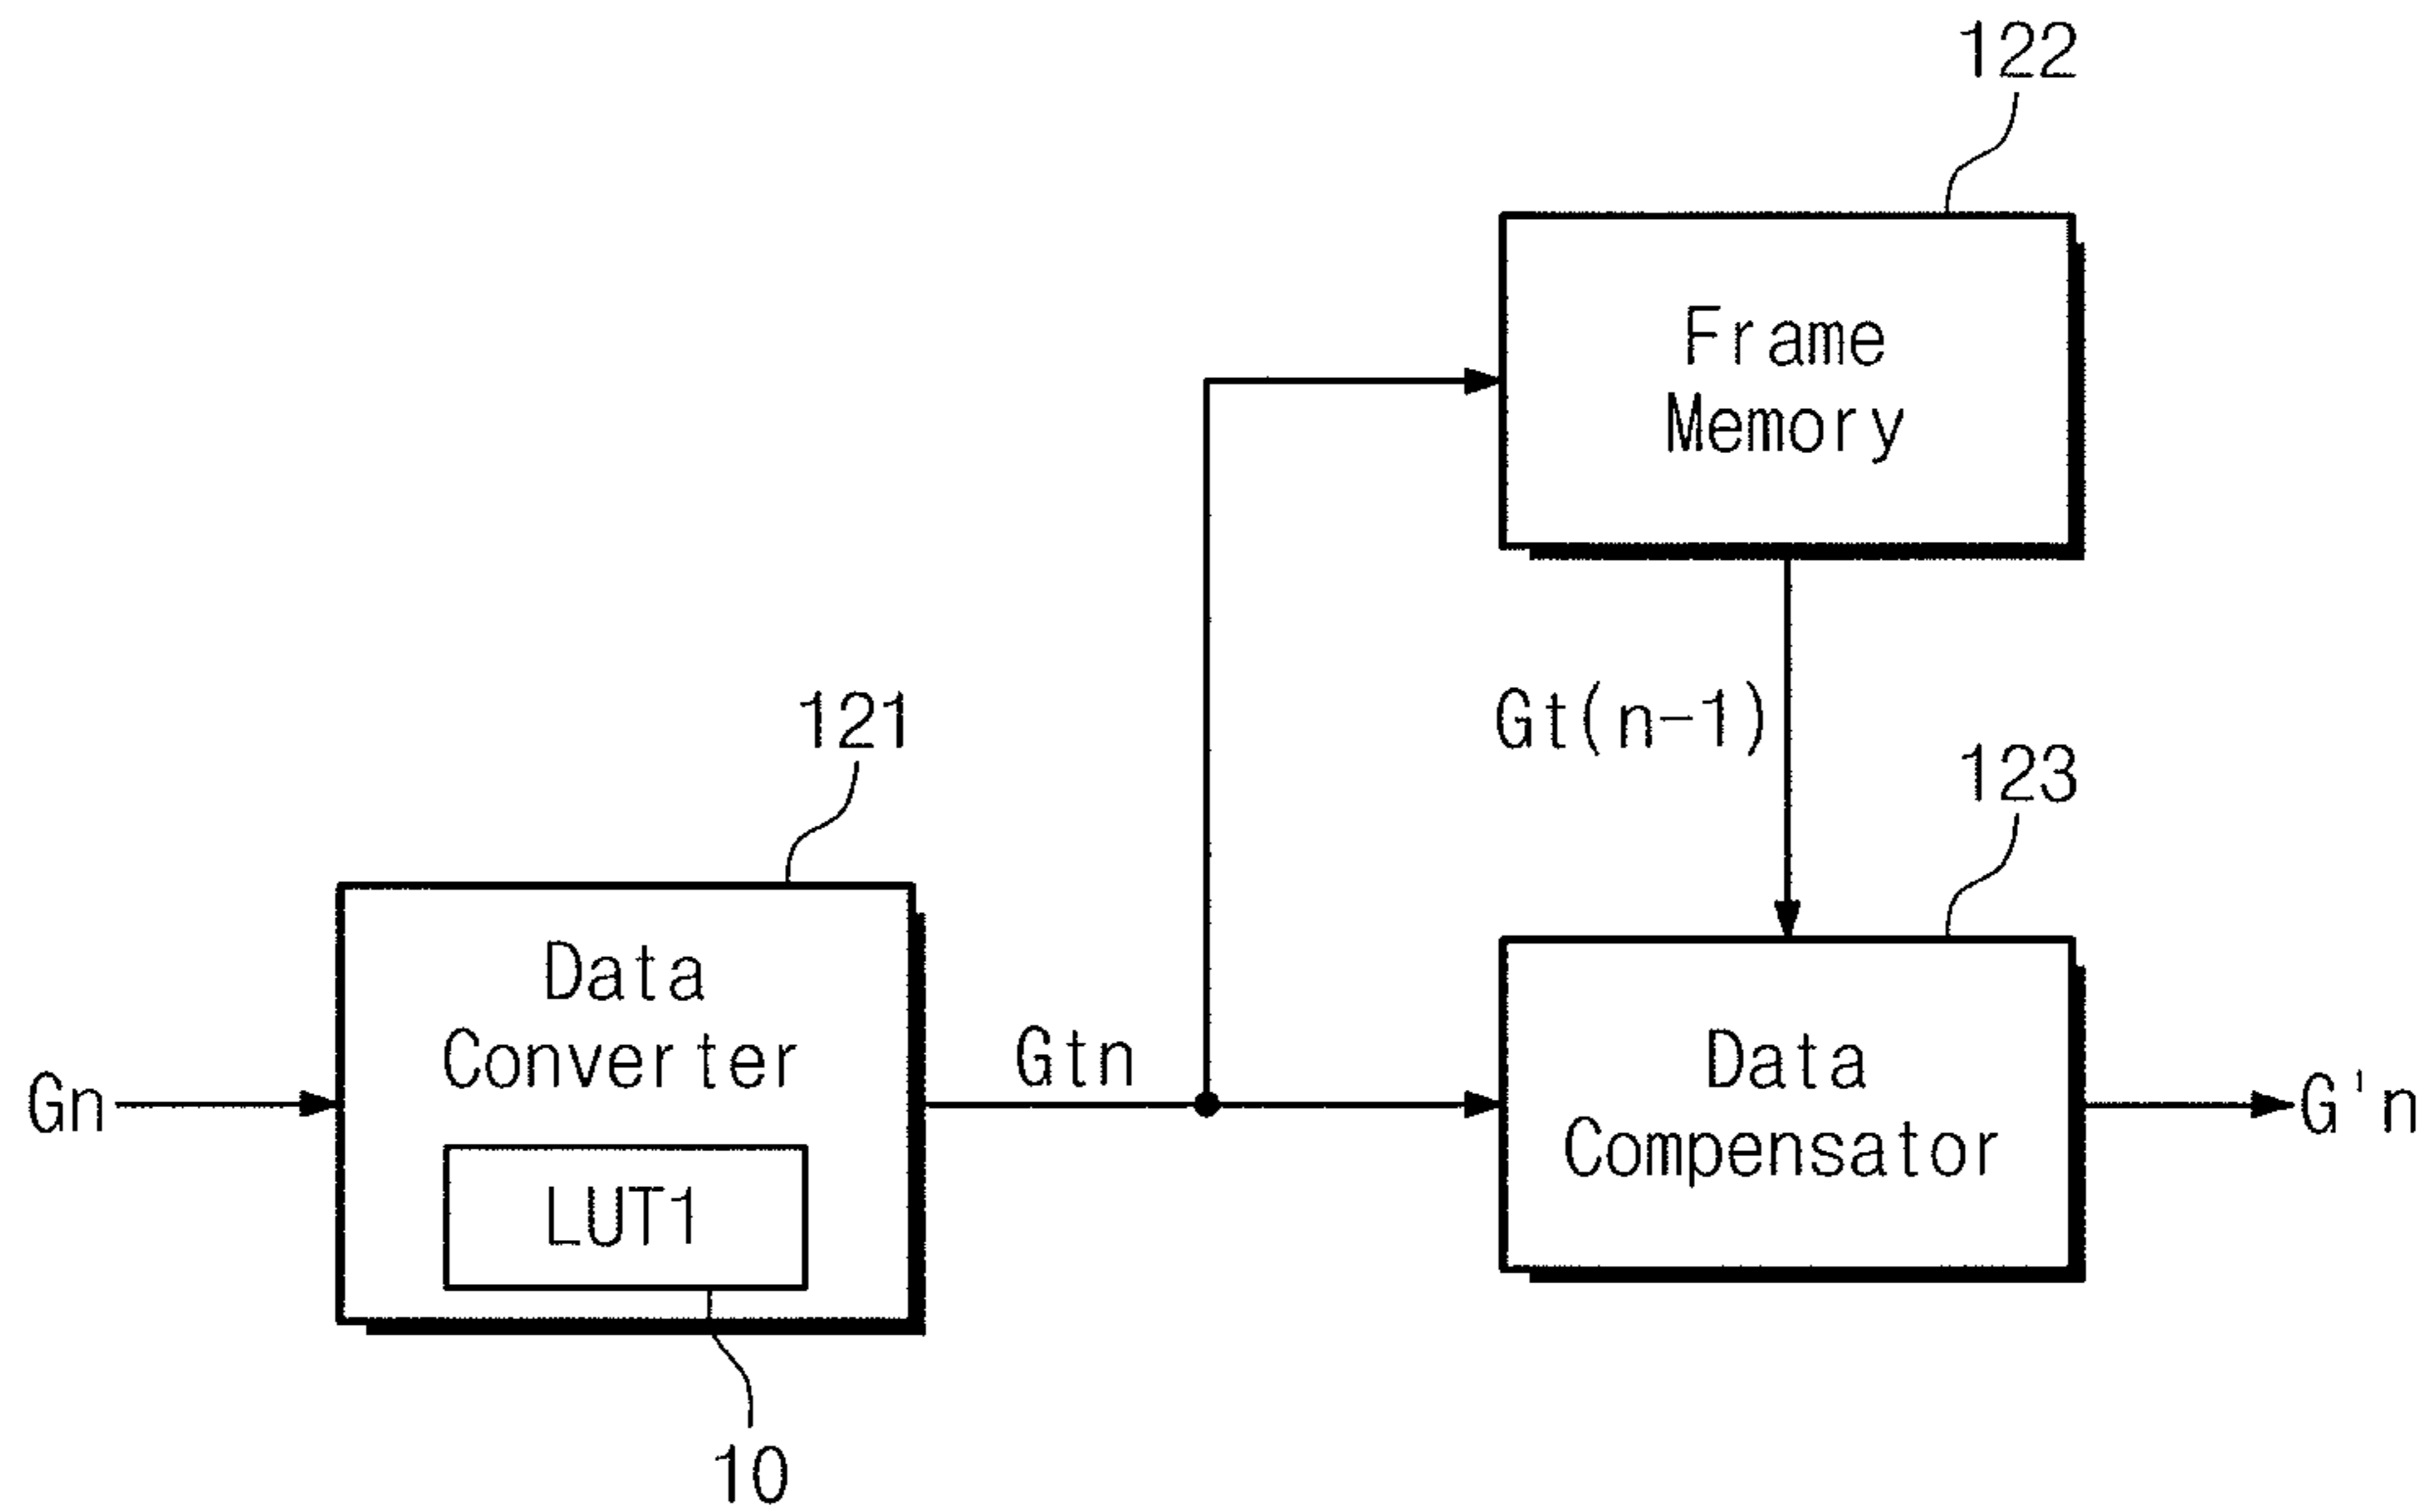 122
Frame
Memory
Gt(n-1)
121
123
Data
Converter
Gtn
Data
Compensator
Gn
G'n
LUT1
10